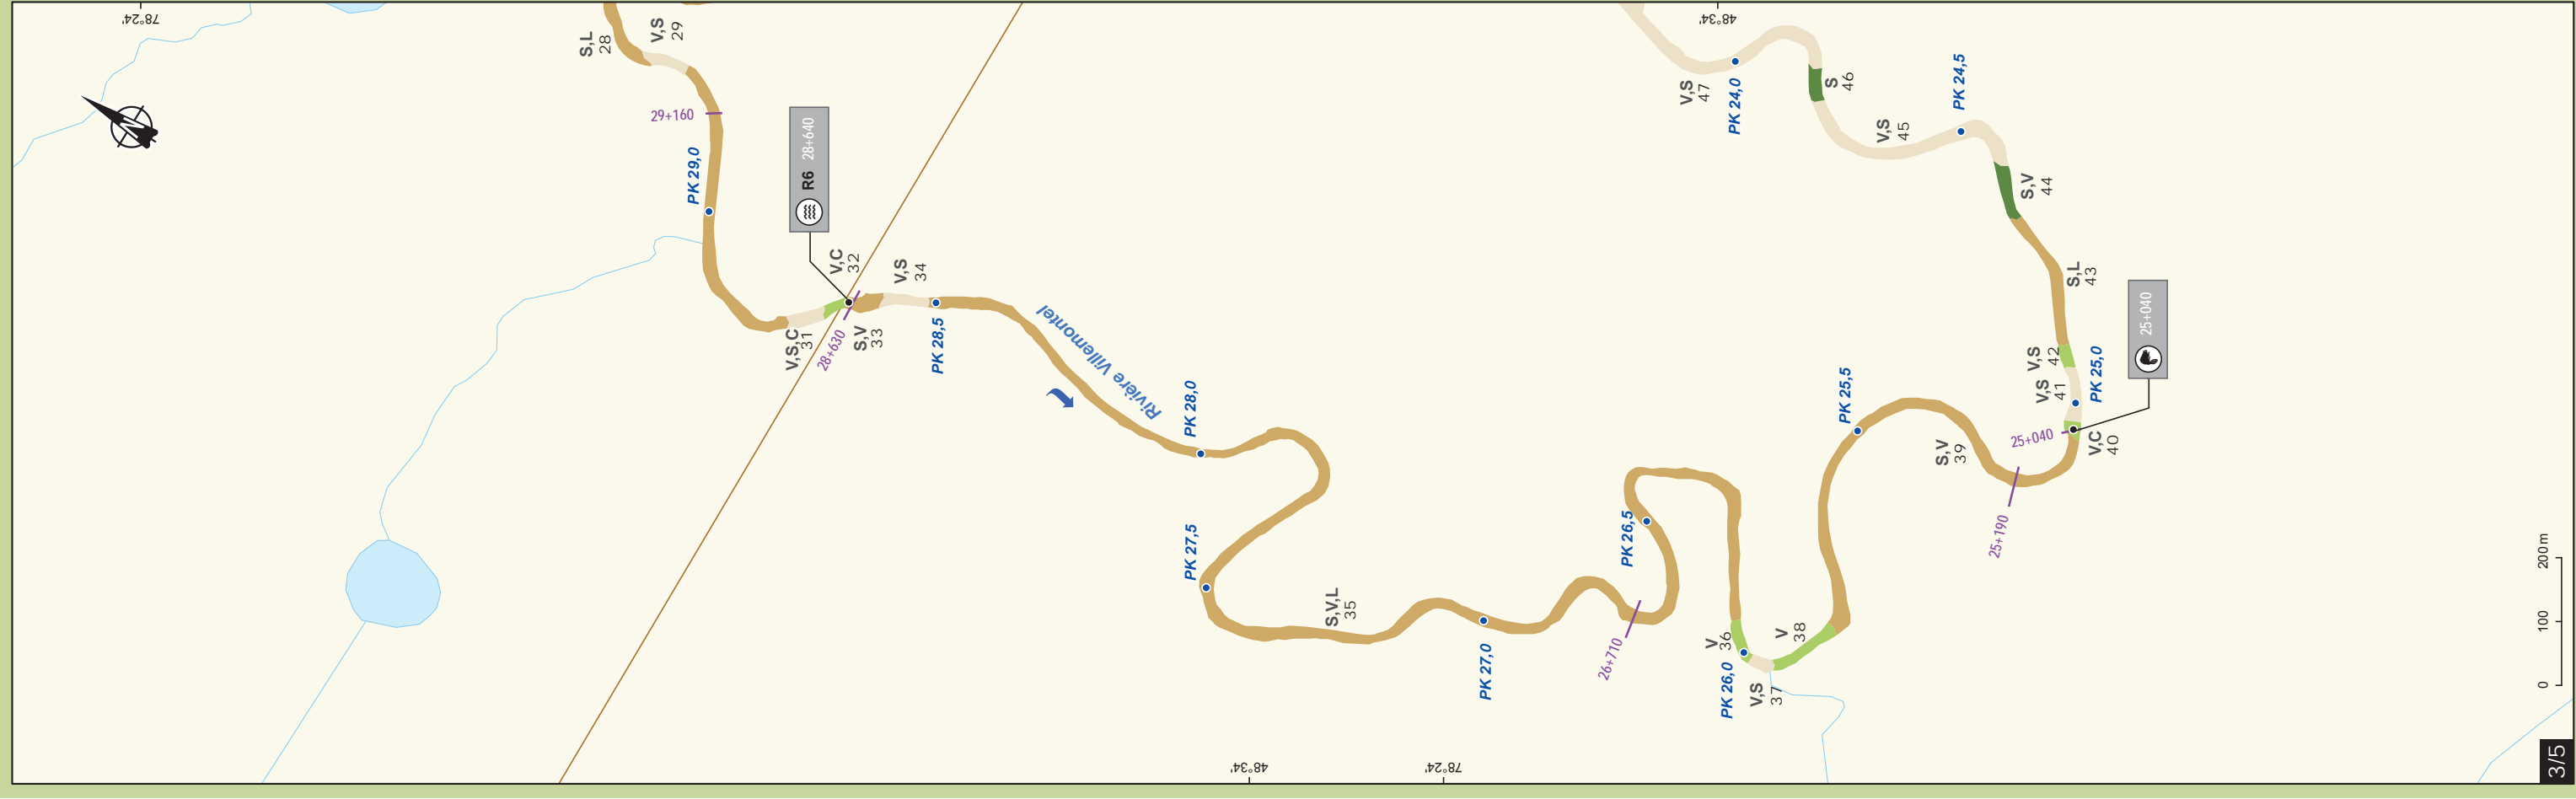 78°24'
48°34'
S,L
28
V,S
29
29+160
PK 29,0
R6 28+640
V,C
32
V,S
34
V,S,C
31
28+630
S,V
33
PK 28,5
Rivière Villemontel
PK 28,0
PK 27,5
S,V,L
35
PK 27,0
26+710
PK 26,5
V
36
PK 26,0
V,S
37
V
38
PK 25,5
S,V
39
25+190
25+040
V,C
40
25+040
V,S
41
PK 25,0
V,S
42
S,L
43
S,V
44
PK 24,5
V,S
45
S
46
PK 24,0
V,S
47
48°34'
78°24'
0 100 200 m
3/5